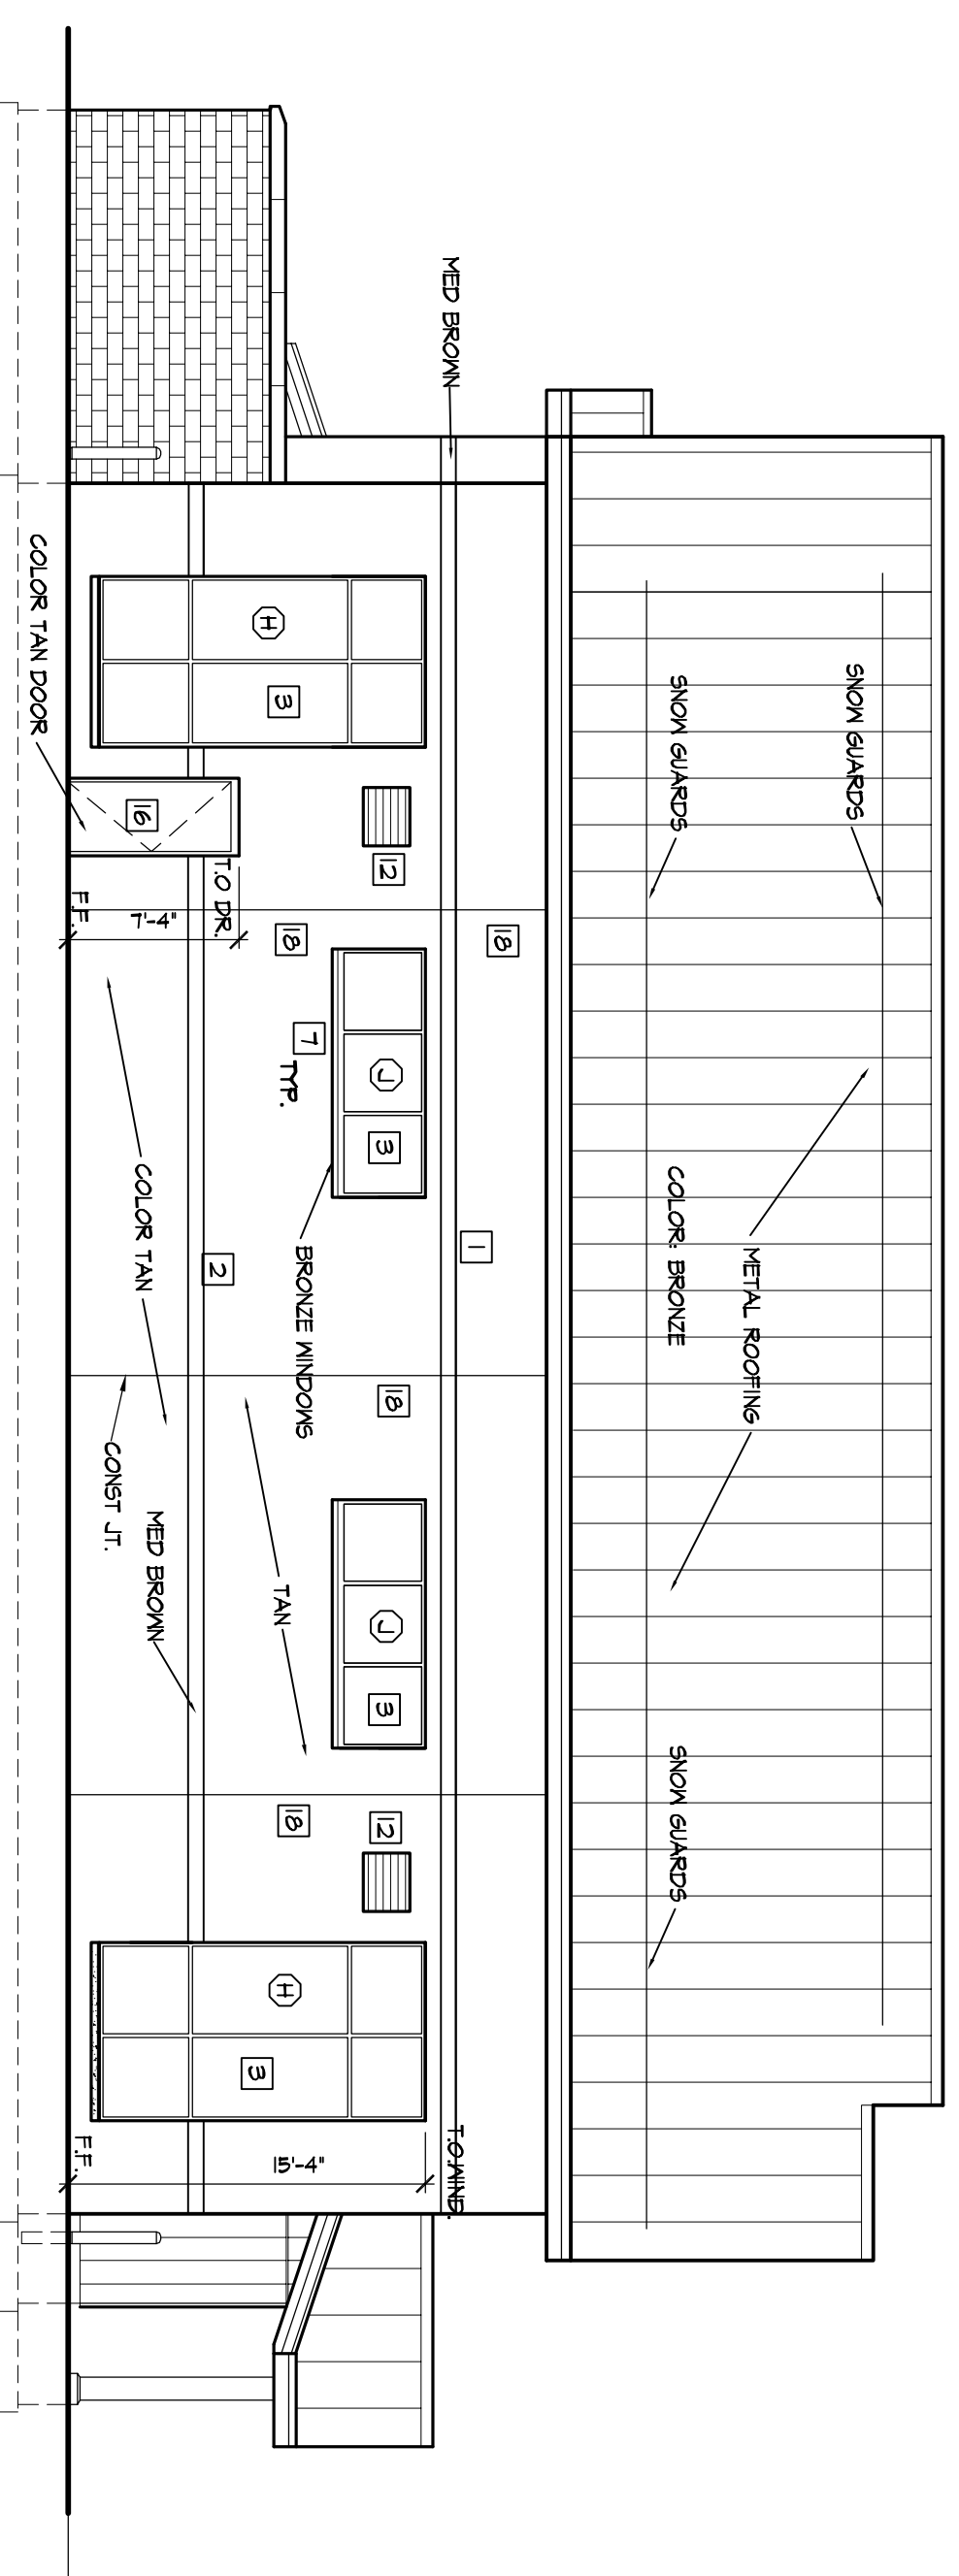 SNOW GUARDS
METAL ROOFING
SNOW GUARDS
COLOR: BRONZE
SNOW GUARDS
18
1
MED BROWN
T.O.WIND.
12
J
3
18
J
3
12
H
3
18
7
TYP.
BRONZE WINDOWS
TAN
18
H
3
15'-4"
T.O DR.
2
16
7'-4"
COLOR TAN
MED BROWN
CONST JT.
F.F.
F.F.
COLOR TAN DOOR